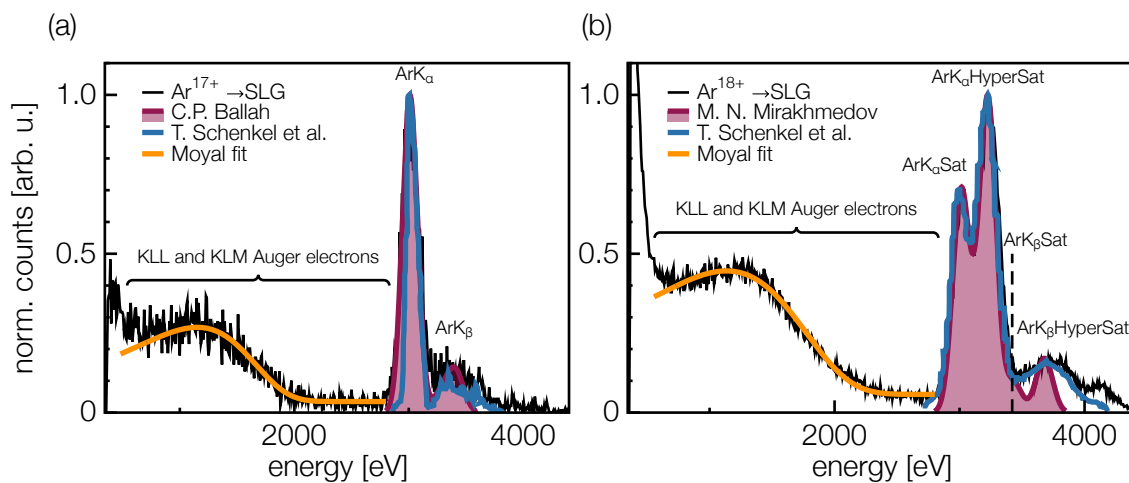 (a)
norm. counts [arb. u.]
1.0
0.5
0
Ar17+ →SLG
C.P. Ballah
T. Schenkel et al.
Moyal fit
KLL and KLM Auger electrons
ArKα
ArKβ
2000
4000
energy [eV]
(b)
1.0
0.5
0
Ar18+ →SLG
M. N. Mirakhmedov
T. Schenkel et al.
Moyal fit
KLL and KLM Auger electrons
ArKαHyperSat
ArKαSat
ArKβSat
ArKβHyperSat
2000
4000
energy [eV]